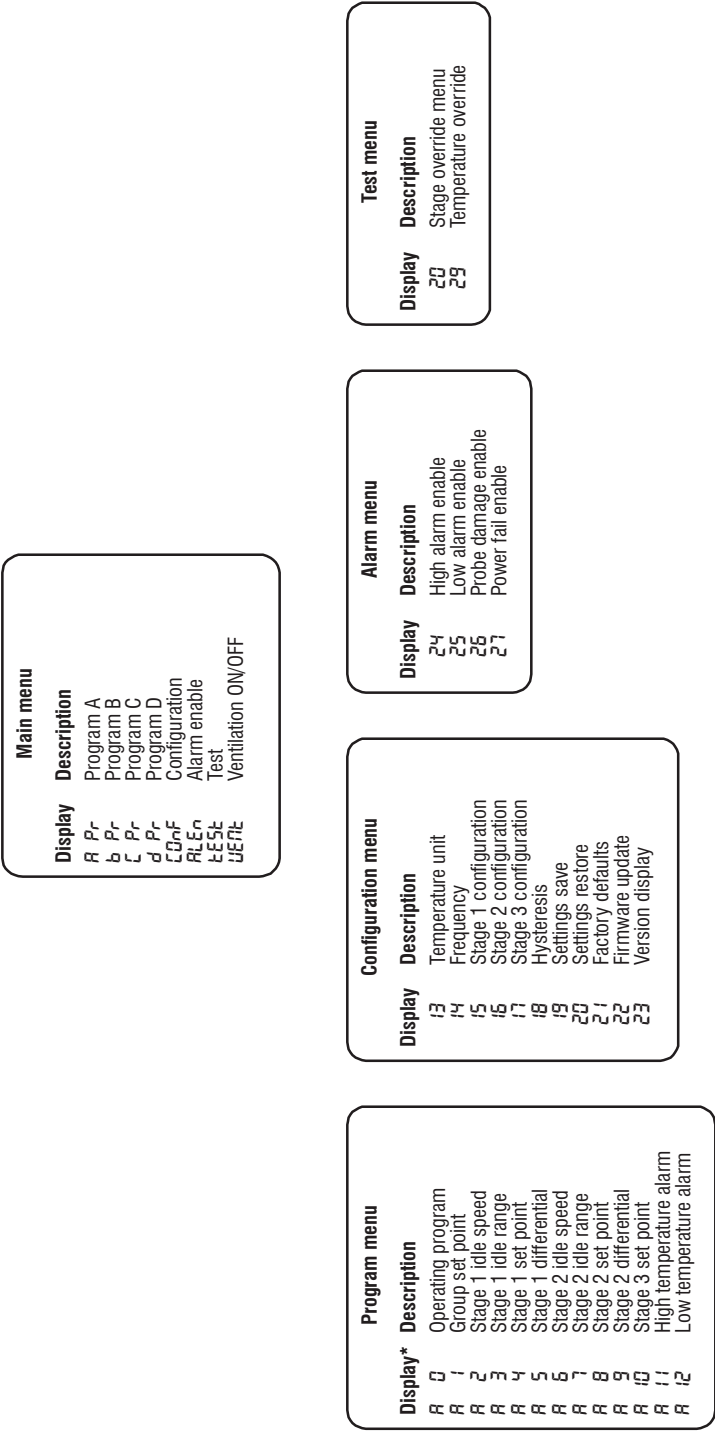 Main menu
Display Description
A Pr Program A
b Pr Program B
C Pr Program C
d Pr Program D
COnF Configuration
ALEn Alarm enable
tESt Test
VEnt Ventilation ON/OFF
Program menu
Display* Description
A 0 Operating program
A 1 Group set point
A 2 Stage 1 idle speed
A 3 Stage 1 idle range
A 4 Stage 1 set point
A 5 Stage 1 differential
A 6 Stage 2 idle speed
A 7 Stage 2 idle range
A 8 Stage 2 set point
A 9 Stage 2 differential
A 10 Stage 3 set point
A 11 High temperature alarm
A 12 Low temperature alarm
Configuration menu
Display Description
13 Temperature unit
14 Frequency
15 Stage 1 configuration
16 Stage 2 configuration
17 Stage 3 configuration
18 Hysteresis
19 Settings save
20 Settings restore
21 Factory defaults
22 Firmware update
23 Version display
Alarm menu
Display Description
24 High alarm enable
25 Low alarm enable
26 Probe damage enable
27 Power fail enable
Test menu
Display Description
20 Stage override menu
29 Temperature override